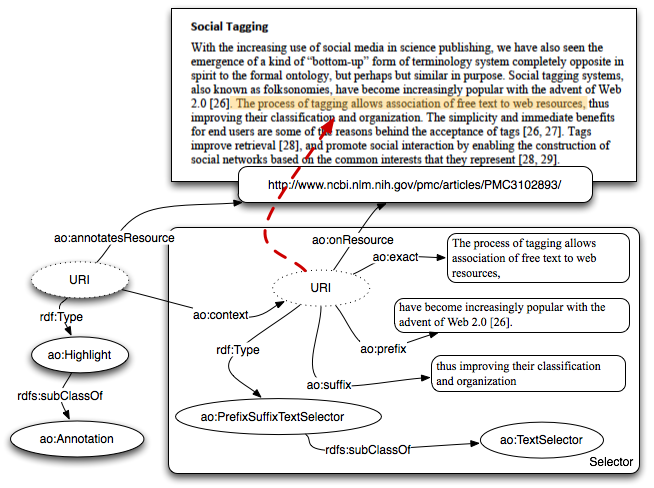 Social Tagging
With the increasing use of social media in science publishing, we have also seen the
emergence of a kind of “bottom-up” form of terminology system completely opposite in
spirit to the formal ontology, but perhaps but similar in purpose. Social tagging systems,
also known as folksonomies, have become increasingly popular with the advent of Web
2.0 [26]. The process of tagging allows association of free text to web resources, thus
improving their classification and organization. The simplicity and immediate benefits
for end users are some of the reasons behind the acceptance of tags [26, 27]. Tags
improve retrieval [28], and promote social interaction by enabling the construction of
social networks based on the common interests that they represent [28, 29].
http://www.ncbi.nlm.nih.gov/pmc/articles/PMC3102893/
ao:annotatesResource
ao:onResource
ao:exact
The process of tagging allows
association of free text to web
resources,
URI
URI
ao:context
rdf:Type
have become increasingly popular with the
advent of Web 2.0 [26].
ao:prefix
rdf:Type
ao:Highlight
ao:suffix
thus improving their classification
and organization
rdfs:subClassOf
ao:PrefixSuffixTextSelector
ao:Annotation
rdfs:subClassOf
ao:TextSelector
Selector